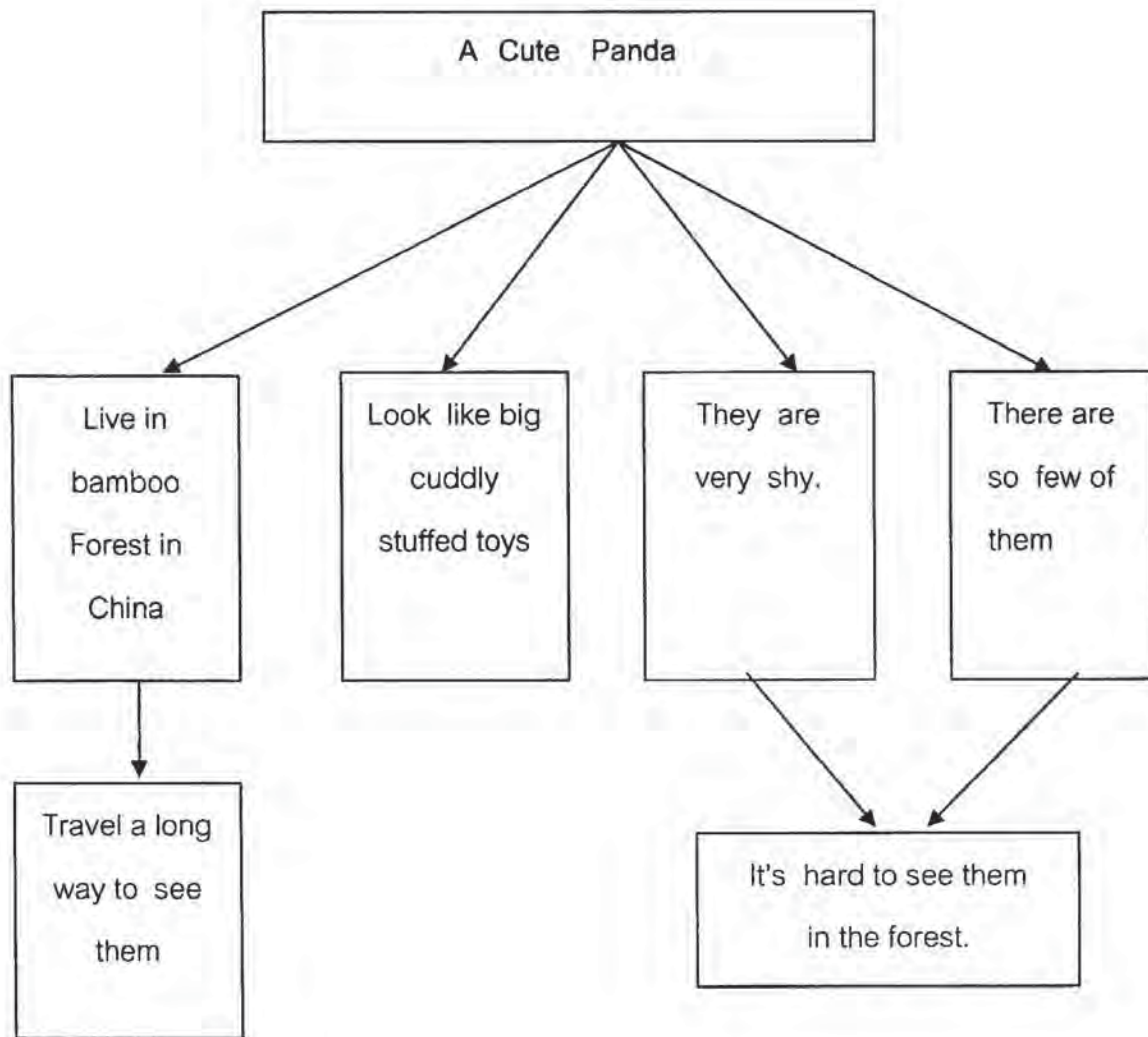 A Cute Panda
Live in
bamboo
Forest in
China
Look like big
cuddly
stuffed toys
They are
very shy.
There are
so few of
them
Travel a long
way to see
them
It's hard to see them
in the forest.